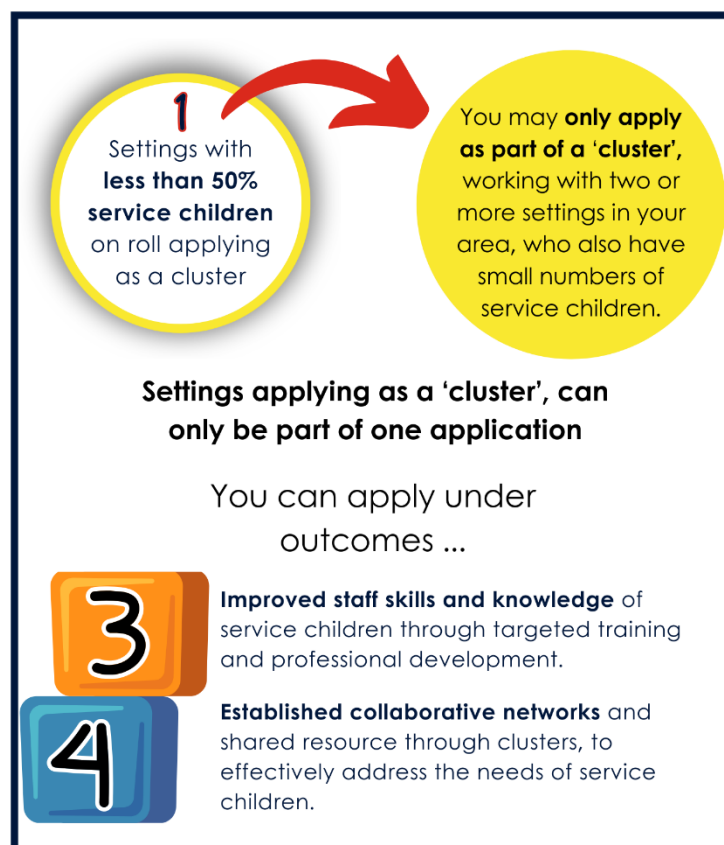 1
Settings with
less than 50%
service children
on roll applying
as a cluster
You may only apply
as part of a ‘cluster’,
working with two or
more settings in your
area, who also have
small numbers of
service children.
Settings applying as a ‘cluster’, can
only be part of one application
You can apply under
outcomes ...
3
Improved staff skills and knowledge of
service children through targeted training
and professional development.
4
Established collaborative networks and
shared resource through clusters, to
effectively address the needs of service
children.